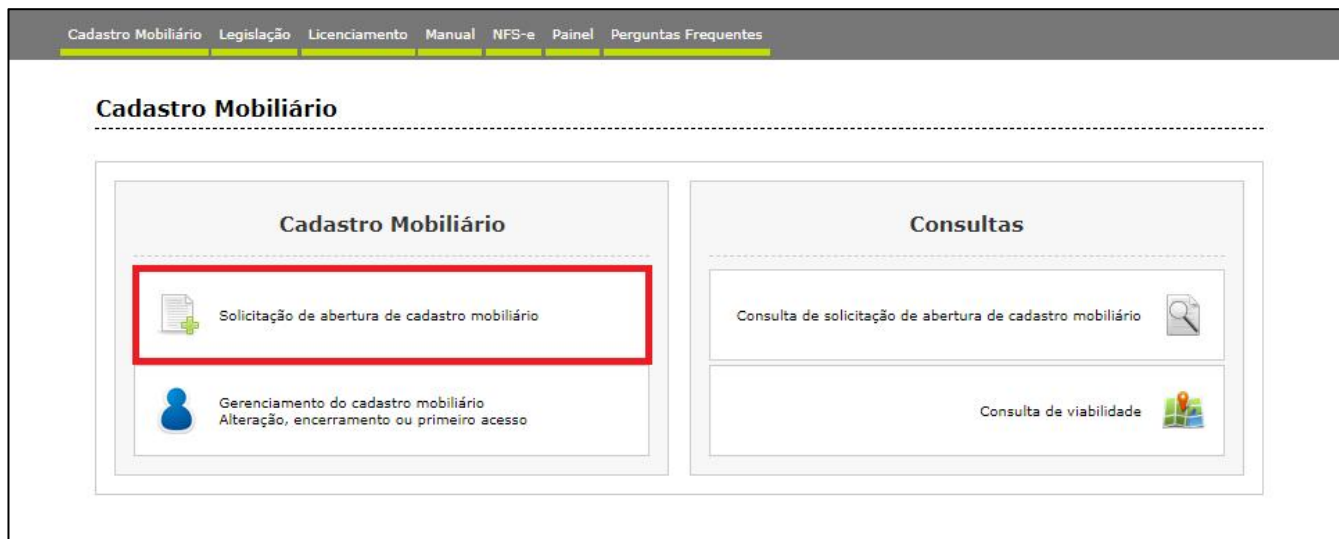 Cadastro Mobiliário Legislação Licenciamento Manual NFS-e Painel Perguntas Frequentes
Cadastro Mobiliário
Cadastro Mobiliário
Solicitação de abertura de cadastro mobiliário
Gerenciamento do cadastro mobiliário
Alteração, encerramento ou primeiro acesso
Consultas
Consulta de solicitação de abertura de cadastro mobiliário
Consulta de viabilidade